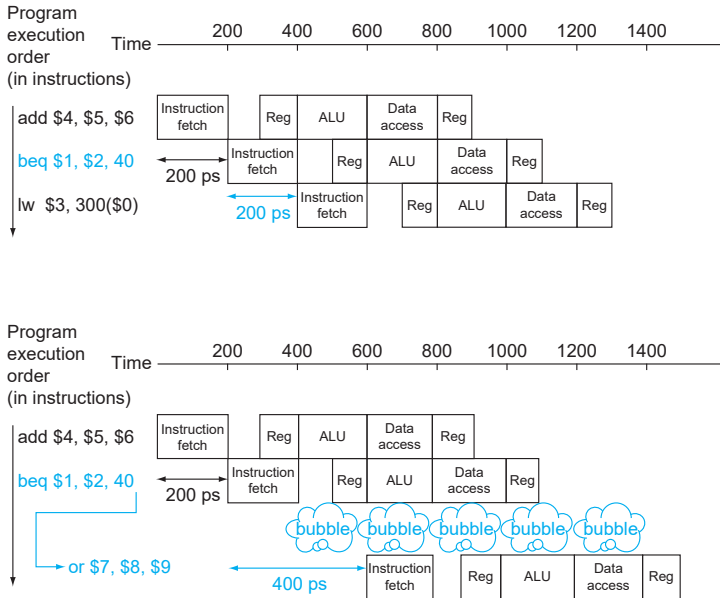 Program
execution
order
(in instructions)
Time
200 400 600 800 1000 1200 1400
add $4, $5, $6
Instruction
fetch
Reg
ALU
Data
access
Reg
beq $1, $2, 40
200 ps
Instruction
fetch
Reg
ALU
Data
access
Reg
lw $3, 300($0)
200 ps
Instruction
fetch
Reg
ALU
Data
access
Reg
Program
execution
order
(in instructions)
Time
200 400 600 800 1000 1200 1400
add $4, $5, $6
Instruction
fetch
Reg
ALU
Data
access
Reg
beq $1, $2, 40
200 ps
Instruction
fetch
Reg
ALU
Data
access
Reg
bubble bubble bubble bubble bubble
or $7, $8, $9
400 ps
Instruction
fetch
Reg
ALU
Data
access
Reg